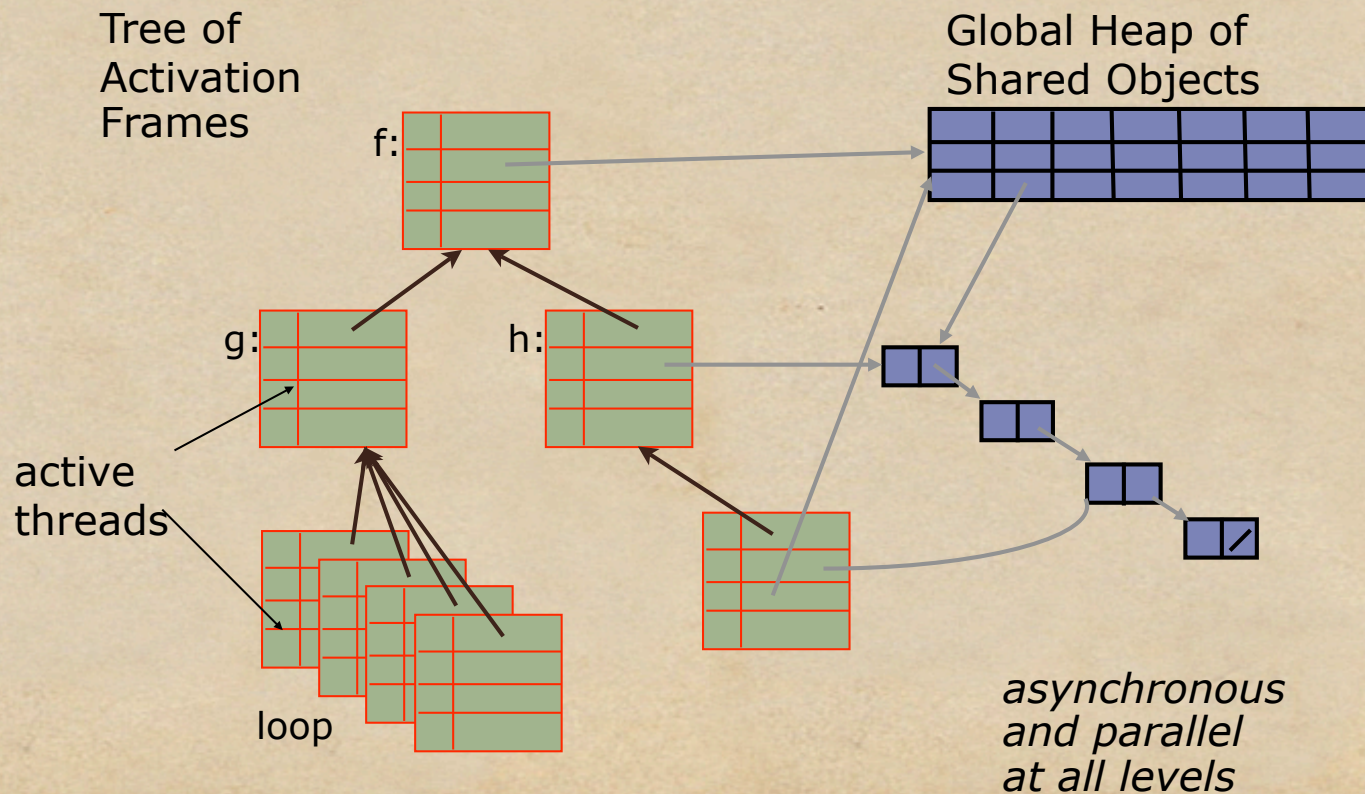 Tree of
Activation
Frames
Global Heap of
Shared Objects
f:
g:
h:
active
threads
loop
asynchronous
and parallel
at all levels